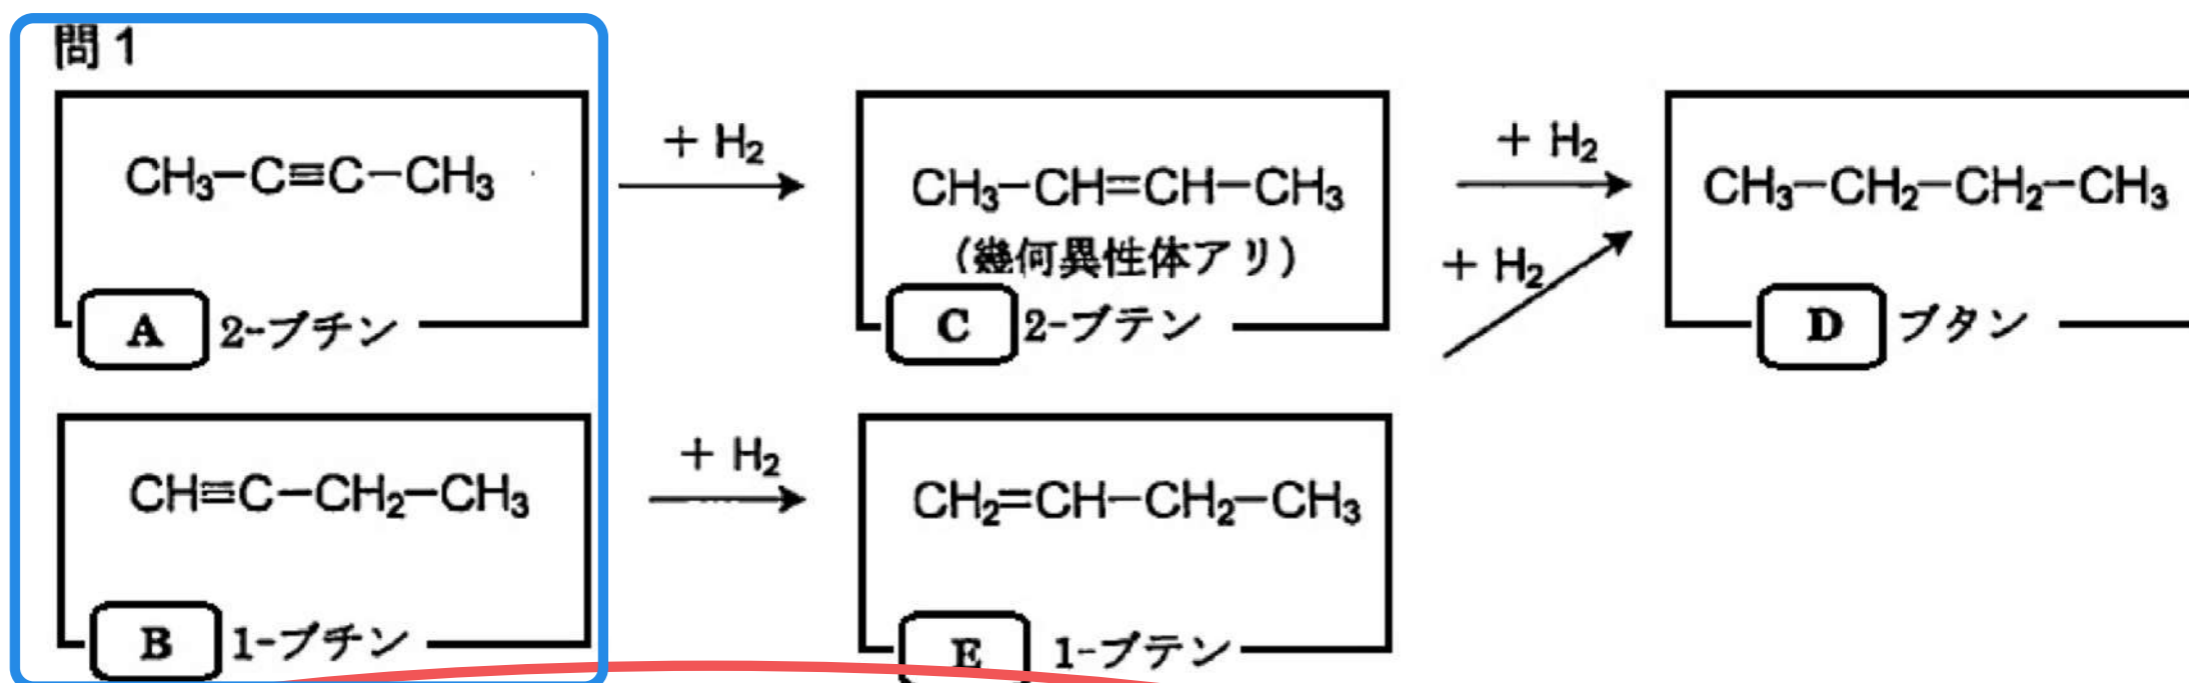 問1
CH₃−C≡C−CH₃
A 2-ブチン
+ H₂
CH₃−CH=CH−CH₃
(幾何異性体アリ)
C 2-ブテン
+ H₂
+ H₂
CH₃−CH₂−CH₂−CH₃
D ブタン
CH≡C−CH₂−CH₃
B 1-ブチン
+ H₂
CH₂=CH−CH₂−CH₃
E 1-ブテン